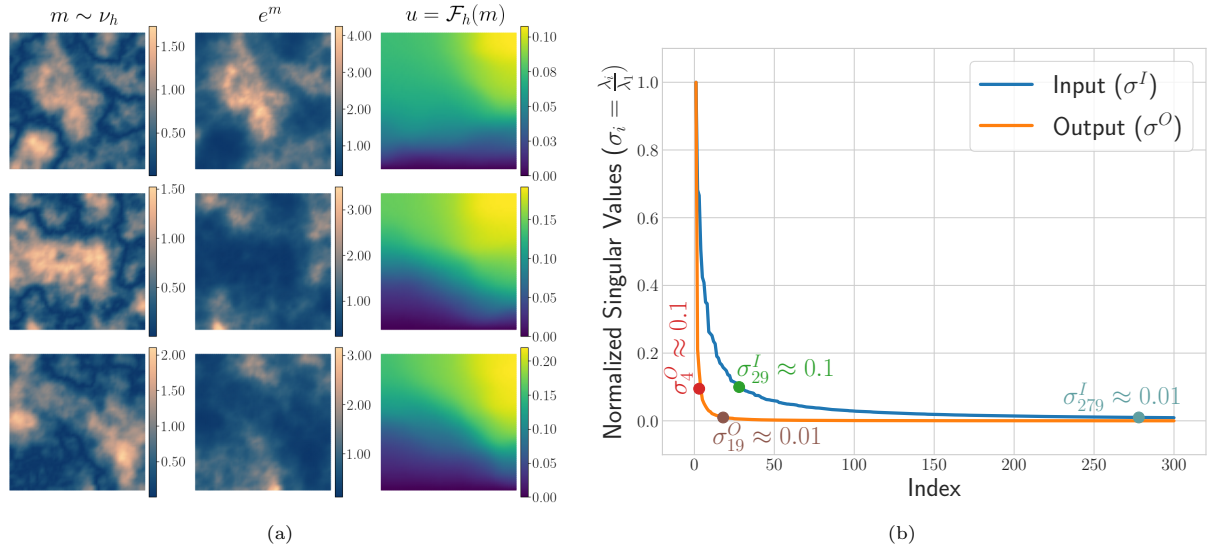 m ∼ ν_h
e^m
u = ℱ_h(m)
1.50
1.00
0.50
4.00
3.00
2.00
1.00
0.10
0.08
0.05
0.03
0.00
1.50
1.00
0.50
3.00
2.00
1.00
0.15
0.10
0.05
0.00
2.00
1.50
1.00
0.50
3.00
2.00
1.00
0.20
0.15
0.10
0.05
0.00
(a)
Normalized Singular Values (σ_i = λ_i/λ_1)
1.0
0.8
0.6
0.4
0.2
0.0
Input (σ^I)
Output (σ^O)
σ_4^O ≈ 0.1
σ_29^I ≈ 0.1
σ_19^O ≈ 0.01
σ_279^I ≈ 0.01
0 50 100 150 200 250 300
Index
(b)